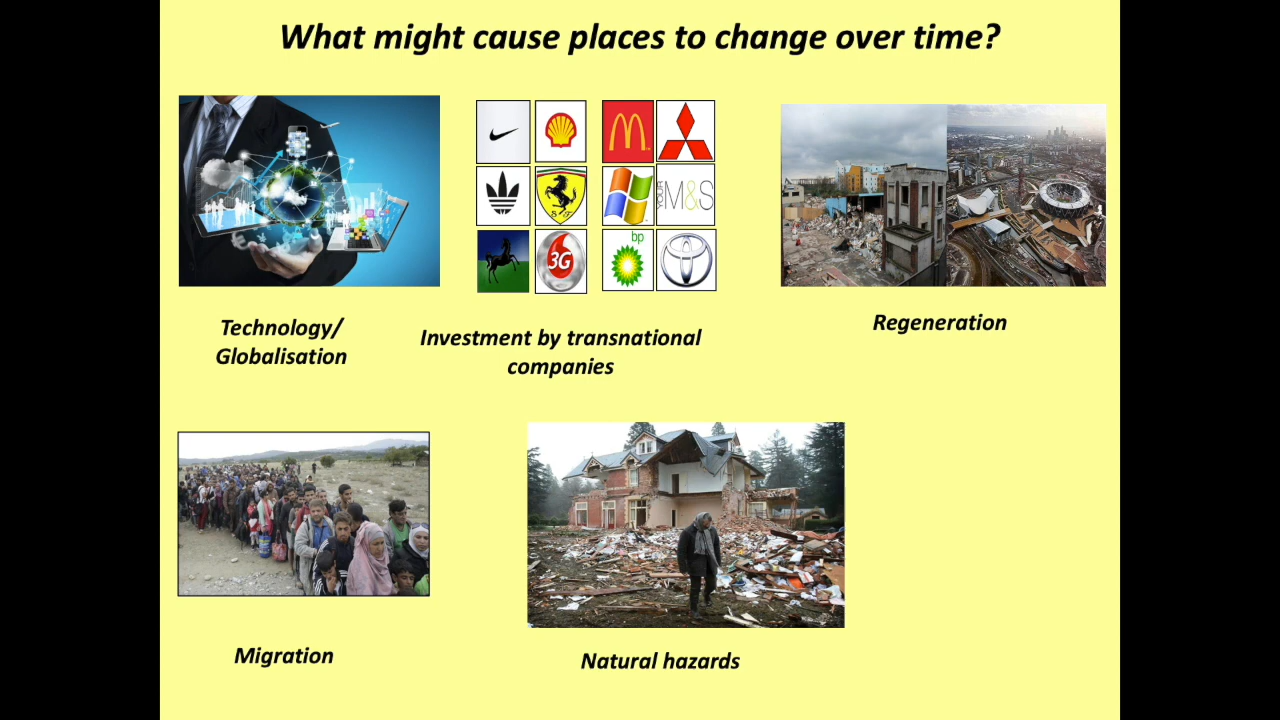 What might cause places to change over time?
M&S
3G
bp
Technology/
Globalisation
Investment by transnational
companies
Regeneration
Migration
Natural hazards